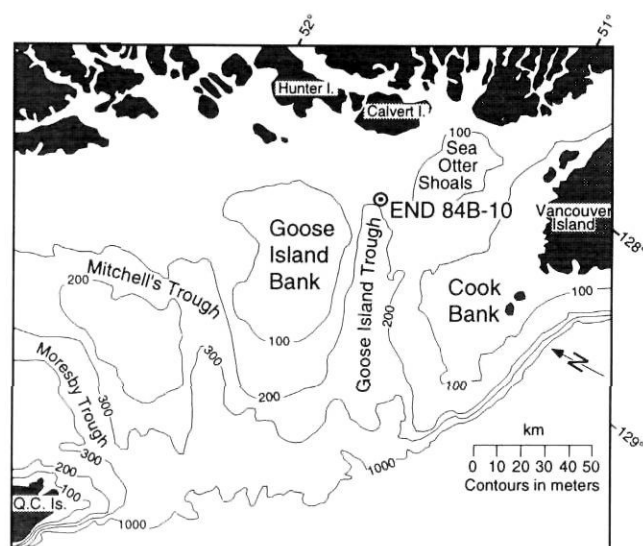 52°
51°
Hunter I.
Calvert I.
100
Sea
Otter
Shoals
END 84B-10
Vancouver
Island
128°
Goose
Island
Bank
Goose Island Trough
Mitchell's Trough
200
200
Cook
Bank
100
100
300
100
Moresby Trough
300
200
N
129°
300
200
100
Q.C. Is.
1000
1000
km
0 10 20 30 40 50
Contours in meters